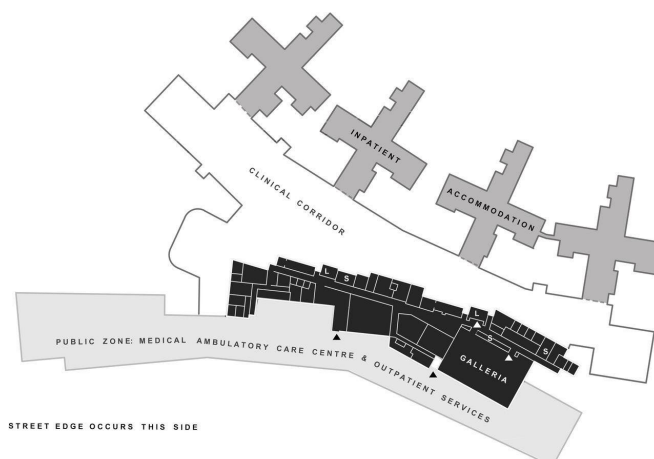 INPATIENT
ACCOMMODATION
CLINICAL CORRIDOR
L
S
L
S
S
GALLERIA
PUBLIC ZONE: MEDICAL AMBULATORY CARE CENTRE & OUTPATIENT SERVICES
STREET EDGE OCCURS THIS SIDE